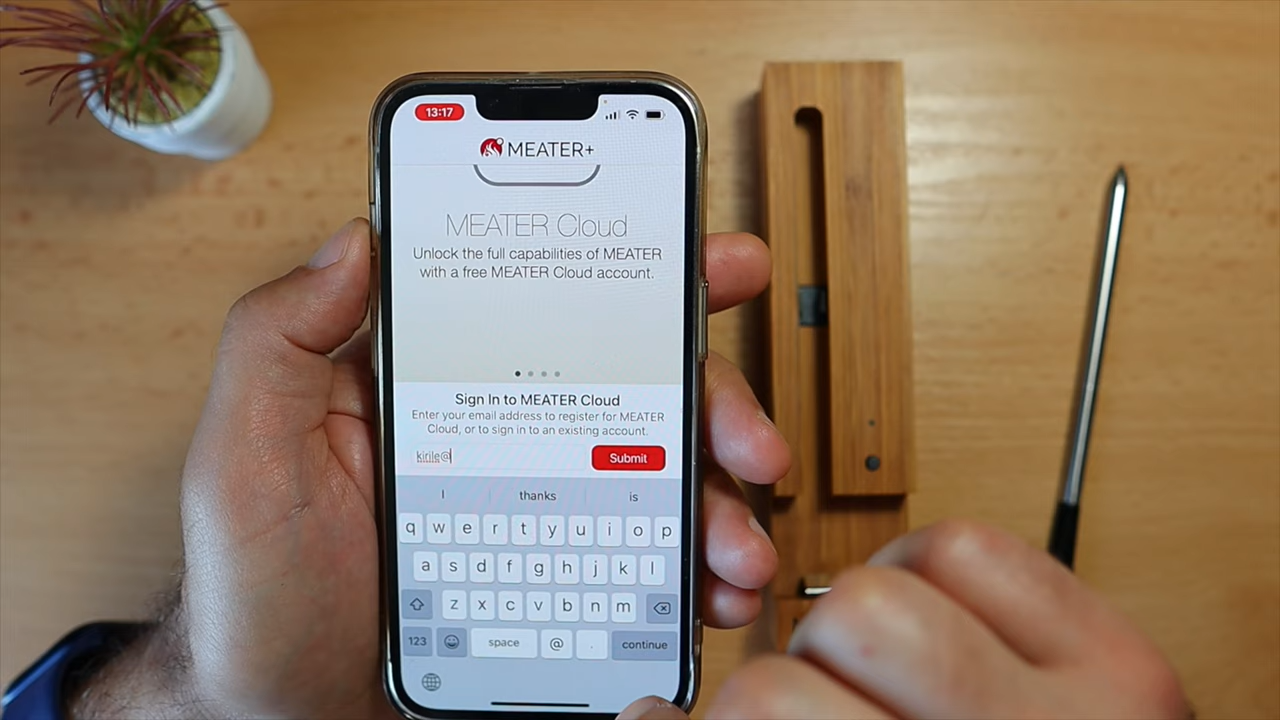 13:17
MEATER+
MEATER Cloud
Unlock the full capabilities of MEATER
with a free MEATER Cloud account.
Sign In to MEATER Cloud
Enter your email address to register for MEATER
Cloud, or to sign in to an existing account.
kirile@
Submit
I thanks is
q w e r t y u i o p
a s d f g h j k l
z x c v b n m
123 space @ . continue